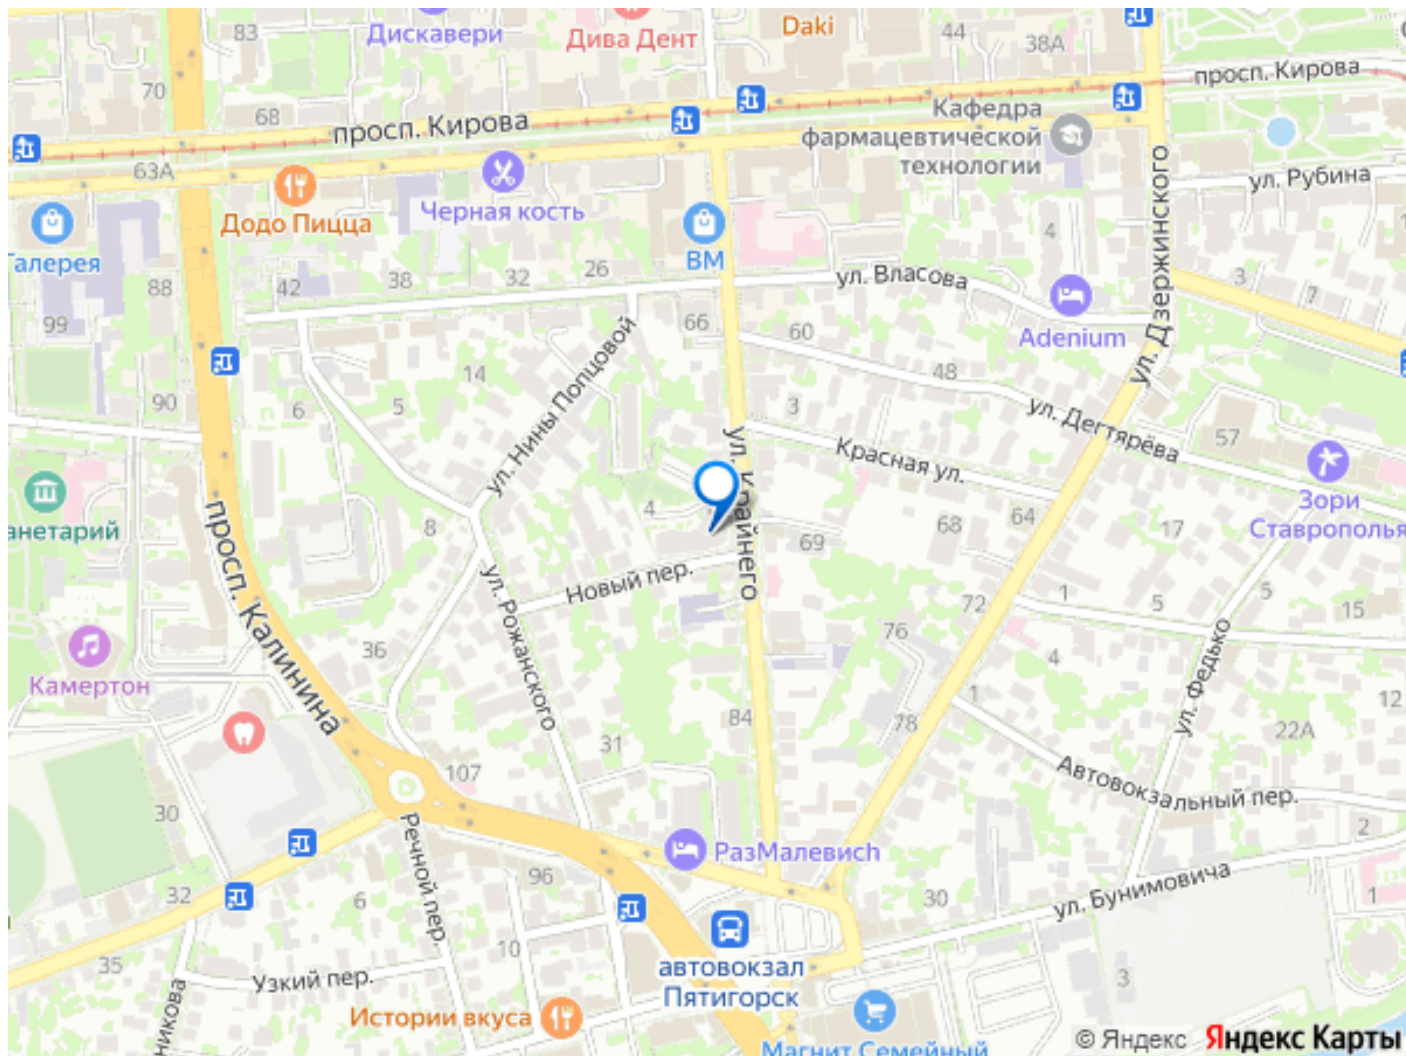 83
Дискавери
Дива Дент
Daki
44
38А
просп. Кирова
70
68
просп. Кирова
Кафедра
фармацевтической
технологии
63А
Додо Пицца
Черная кость
ул. Рубина
ул. Дзержинского
Галерея
ВМ
4
88
42
38
32
26
ул. Власова
3
7
99
66
60
Adenium
14
48
90
6
5
ул. Нины Попцовой
3
ул. Дегтярёва
57
ул. Крайнего
Красная ул.
Зори
Ставрополья
просп. Калинина
8
4
68
64
17
69
ул. Рожанского
Новый пер.
72
1
5
5
15
36
76
4
ул. Федько
Камертон
1
12
84
78
22А
31
107
Автовокзальный пер.
30
Речной пер.
2
РазМалевич
32
6
96
30
ул. Бунимовича
1
10
автовокзал
Пятигорск
35
Узкий пер.
3
Истории вкуса
Магнит Семейный
© Яндекс Яндекс Карты